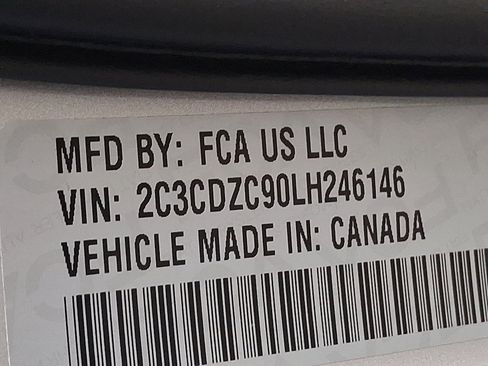 MFD BY: FCA US LLC
VIN: 2C3CDZC90LH246146
VEHICLE MADE IN: CANADA